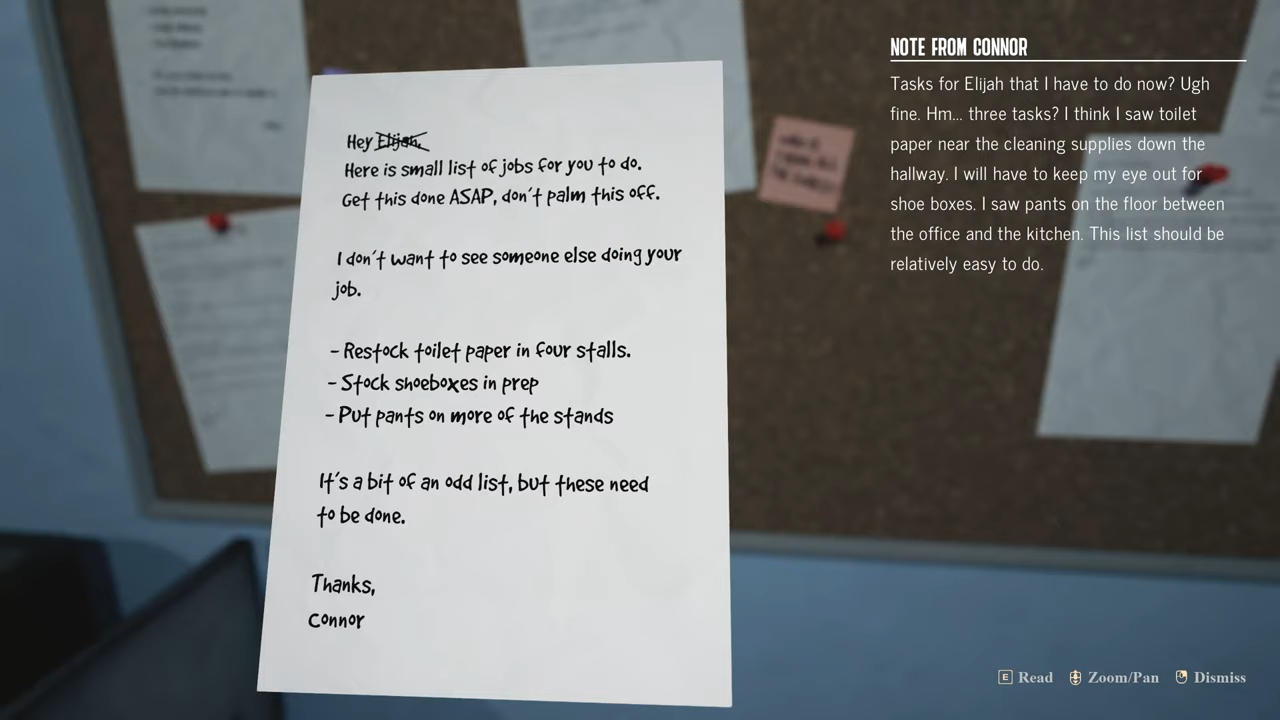 Hey Elijah,
Here is small list of jobs for you to do.
Get this done ASAP, don't palm this off.
I don't want to see someone else doing your
job.
- Restock toilet paper in four stalls.
- Stock shoeboxes in prep
- Put pants on more of the stands
It's a bit of an odd list, but these need
to be done.
Thanks,
Connor
NOTE FROM CONNOR
Tasks for Elijah that I have to do now? Ugh
fine. Hm... three tasks? I think I saw toilet
paper near the cleaning supplies down the
hallway. I will have to keep my eye out for
shoe boxes. I saw pants on the floor between
the office and the kitchen. This list should be
relatively easy to do.
E Read Zoom/Pan Dismiss